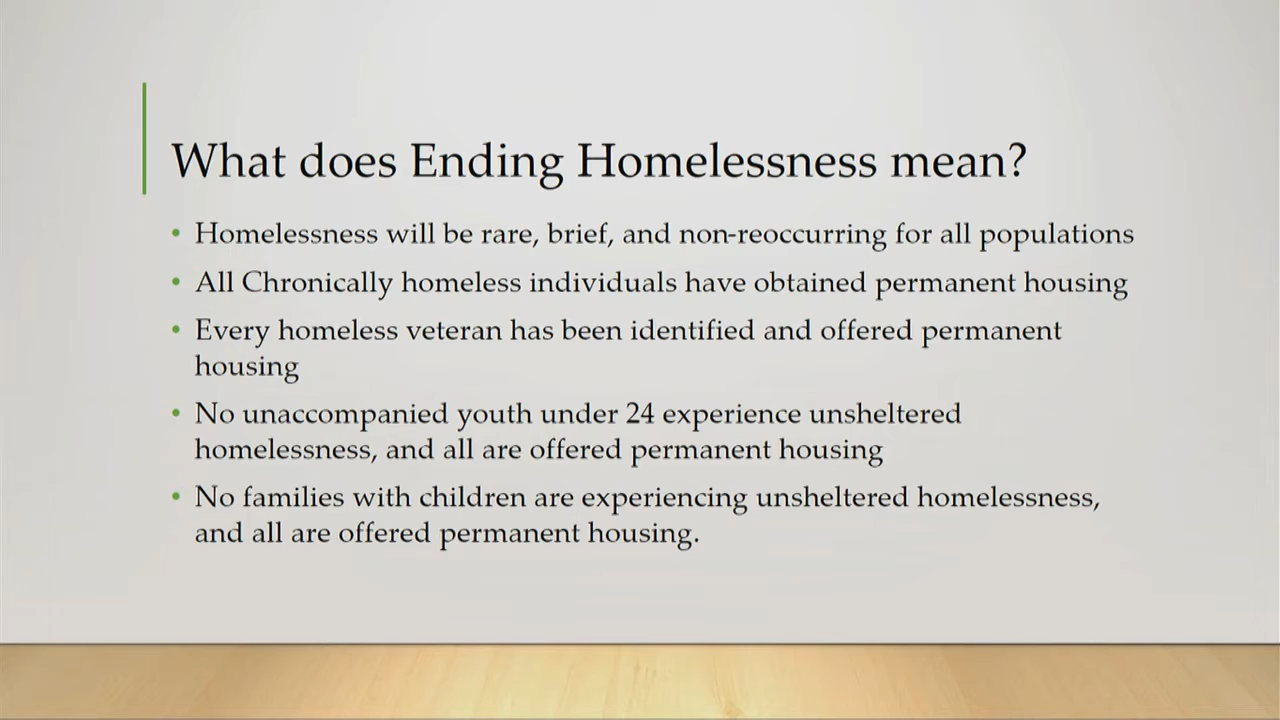 What does Ending Homelessness mean?
• Homelessness will be rare, brief, and non-reoccurring for all populations
• All Chronically homeless individuals have obtained permanent housing
• Every homeless veteran has been identified and offered permanent
housing
• No unaccompanied youth under 24 experience unsheltered
homelessness, and all are offered permanent housing
• No families with children are experiencing unsheltered homelessness,
and all are offered permanent housing.